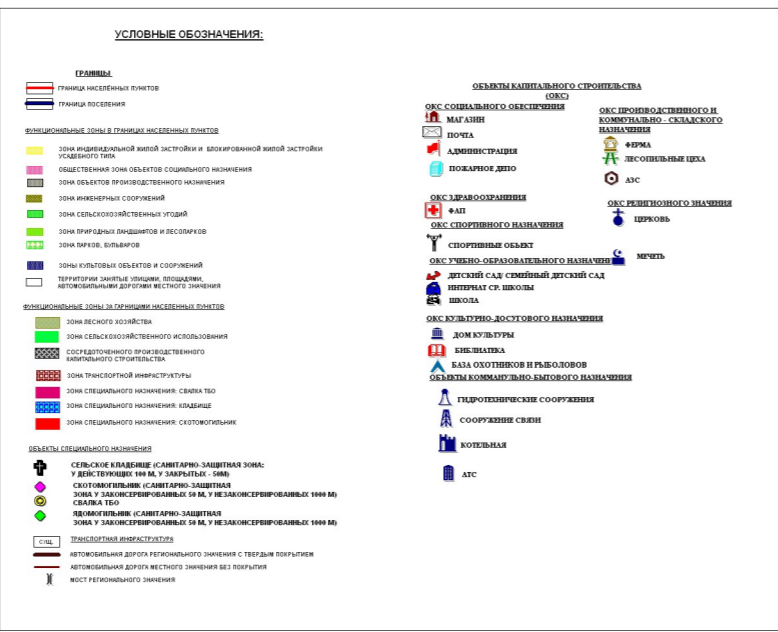 УСЛОВНЫЕ ОБОЗНАЧЕНИЯ:
ГРАНИЦЫ
ГРАНИЦА НАСЕЛЁННЫХ ПУНКТОВ
ГРАНИЦА ПОСЕЛЕНИЯ
ФУНКЦИОНАЛЬНЫЕ ЗОНЫ В ГРАНИЦАХ НАСЕЛЕННЫХ ПУНКТОВ
ЗОНА ИНДИВИДУАЛЬНОЙ ЖИЛОЙ ЗАСТРОЙКИ И БЛОКИРОВАННОЙ ЖИЛОЙ ЗАСТРОЙКИ
УСАДЕБНОГО ТИПА
ОБЩЕСТВЕННАЯ ЗОНА ОБЪЕКТОВ СОЦИАЛЬНОГО НАЗНАЧЕНИЯ
ЗОНА ОБЪЕКТОВ ПРОИЗВОДСТВЕННОГО НАЗНАЧЕНИЯ
ЗОНА ИНЖЕНЕРНЫХ СООРУЖЕНИЙ
ЗОНА СЕЛЬСКОХОЗЯЙСТВЕННЫХ УГОДИЙ
ЗОНА ПРИРОДНЫХ ЛАНДШАФТОВ И ЛЕСОПАРКОВ
ЗОНА ПАРКОВ, БУЛЬВАРОВ
ЗОНЫ КУЛЬТОВЫХ ОБЪЕКТОВ И СООРУЖЕНИЙ
ТЕРРИТОРИИ ЗАНЯТЫЕ УЛИЦАМИ, ПЛОЩАДЯМИ,
АВТОМОБИЛЬНЫМИ ДОРОГАМИ МЕСТНОГО ЗНАЧЕНИЯ
ФУНКЦИОНАЛЬНЫЕ ЗОНЫ ЗА ГАРНИЦАМИ НАСЕЛЕННЫХ ПУНКТОВ
ЗОНА ЛЕСНОГО ХОЗЯЙСТВА
ЗОНА СЕЛЬСКОХОЗЯЙСТВЕННОГО ИСПОЛЬЗОВАНИЯ
СОСРЕДОТОЧЕННОГО ПРОИЗВОДСТВЕННОГО
КАПИТАЛЬНОГО СТРОИТЕЛЬСТВА
ЗОНА ТРАНСПОРТНОЙ ИНФРАСТРУКТУРЫ
ЗОНА СПЕЦИАЛЬНОГО НАЗНАЧЕНИЯ: СВАЛКА ТБО
ЗОНА СПЕЦИАЛЬНОГО НАЗНАЧЕНИЯ: КЛАДБИЩЕ
ЗОНА СПЕЦИАЛЬНОГО НАЗНАЧЕНИЯ: СКОТОМОГИЛЬНИК
ОБЪЕКТЫ СПЕЦИАЛЬНОГО НАЗНАЧЕНИЯ
СЕЛЬСКОЕ КЛАДБИЩЕ (САНИТАРНО-ЗАЩИТНАЯ ЗОНА:
У ДЕЙСТВУЮЩИХ 100 М, У ЗАКРЫТЫХ - 50М)
СКОТОМОГИЛЬНИК (САНИТАРНО-ЗАЩИТНАЯ
ЗОНА У ЗАКОНСЕРВИРОВАННЫХ 50 М, У НЕЗАКОНСЕРВИРОВАННЫХ 1000 М)
СВАЛКА ТБО
ЯДОМОГИЛЬНИК (САНИТАРНО-ЗАЩИТНАЯ
ЗОНА У ЗАКОНСЕРВИРОВАННЫХ 50 М, У НЕЗАКОНСЕРВИРОВАННЫХ 1000 М)
СУЩ. ТРАНСПОРТНАЯ ИНФРАСТРУКТУРА
АВТОМОБИЛЬНАЯ ДОРОГА РЕГИОНАЛЬНОГО ЗНАЧЕНИЯ С ТВЕРДЫМ ПОКРЫТИЕМ
АВТОМОБИЛЬНАЯ ДОРОГА МЕСТНОГО ЗНАЧЕНИЯ БЕЗ ПОКРЫТИЯ
МОСТ РЕГИОНАЛЬНОГО ЗНАЧЕНИЯ
ОБЪЕКТЫ КАПИТАЛЬНОГО СТРОИТЕЛЬСТВА
(ОКС)
ОКС СОЦИАЛЬНОГО ОБЕСПЕЧЕНИЯ
МАГАЗИН
ПОЧТА
АДМИНИСТРАЦИЯ
ПОЖАРНОЕ ДЕПО
ОКС ЗДРАВООХРАНЕНИЯ
ФАП
ОКС СПОРТИВНОГО НАЗНАЧЕНИЯ
СПОРТИВНЫЕ ОБЪЕКТ
ОКС УЧЕБНО-ОБРАЗОВАТЕЛЬНОГО НАЗНАЧЕНИЕ
ДЕТСКИЙ САД/ СЕМЕЙНЫЙ ДЕТСКИЙ САД
ИНТЕРНАТ СР. ШКОЛЫ
ШКОЛА
ОКС КУЛЬТУРНО-ДОСУГОВОГО НАЗНАЧЕНИЯ
ДОМ КУЛЬТУРЫ
БИБЛИАТЕКА
БАЗА ОХОТНИКОВ И РЫБОЛОВОВ
ОБЪЕКТЫ КОММАНУЛЬНО-БЫТОВОГО НАЗНАЧЕНИЯ
ГИДРОТЕХНИЧЕСКИЕ СООРУЖЕНИЯ
СООРУЖЕНИЕ СВЯЗИ
КОТЕЛЬНАЯ
АТС
ОКС ПРОИЗВОДСТВЕННОГО И
КОММУНАЛЬНО - СКЛАДСКОГО
НАЗНАЧЕНИЯ
ФЕРМА
ЛЕСОПИЛЬНЫЕ ЦЕХА
АЗС
ОКС РЕЛИГИОЗНОГО ЗНАЧЕНИЯ
ЦЕРКОВЬ
МЕЧЕТЬ